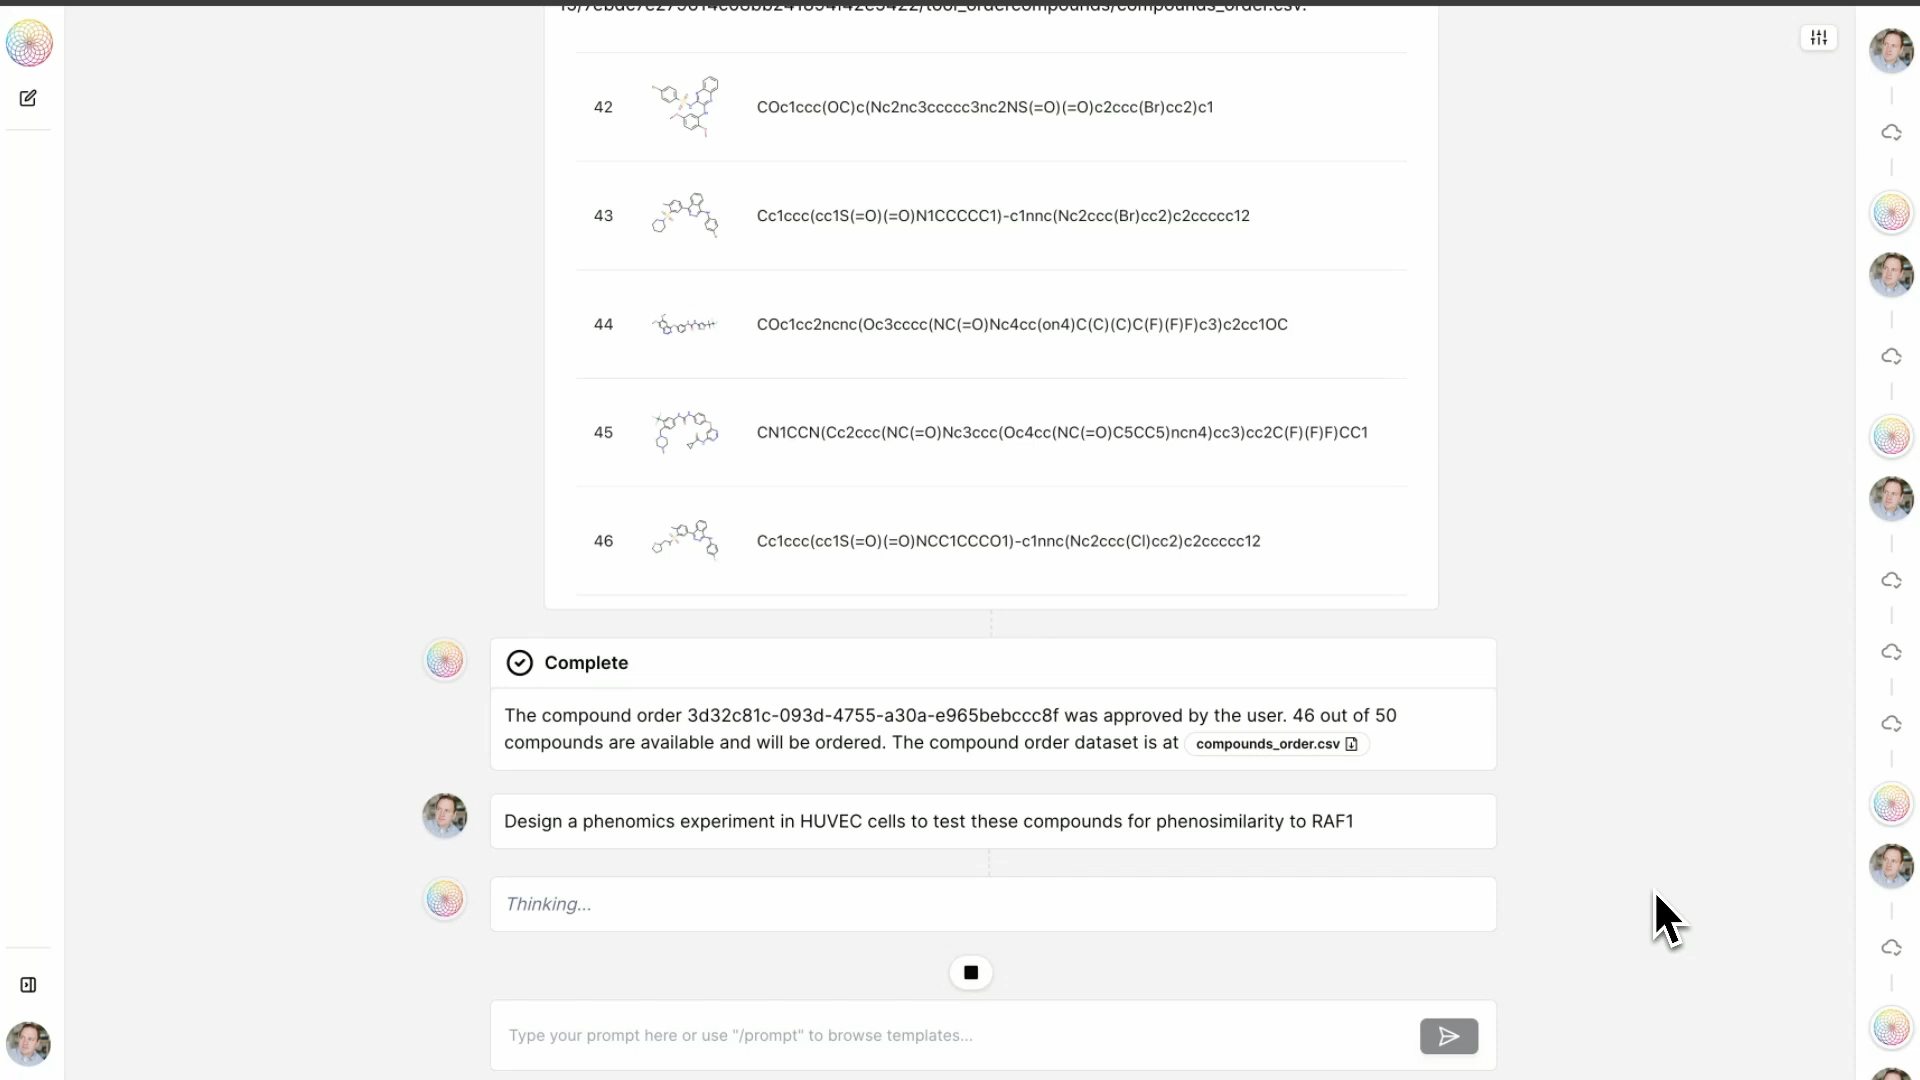 42 COc1ccc(OC)c(Nc2nc3ccccc3nc2NS(=O)(=O)c2ccc(Br)cc2)c1
43 Cc1ccc(cc1S(=O)(=O)N1CCCCC1)-c1nnc(Nc2ccc(Br)cc2)c2ccccc12
44 COc1cc2ncnc(Oc3cccc(NC(=O)Nc4cc(on4)C(C)(C)C(F)(F)F)c3)c2cc1OC
45 CN1CCN(Cc2ccc(NC(=O)Nc3ccc(Oc4cc(NC(=O)C5CC5)ncn4)cc3)cc2C(F)(F)F)CC1
46 Cc1ccc(cc1S(=O)(=O)NCC1CCCO1)-c1nnc(Nc2ccc(Cl)cc2)c2ccccc12
Complete
The compound order 3d32c81c-093d-4755-a30a-e965bebccc8f was approved by the user. 46 out of 50
compounds are available and will be ordered. The compound order dataset is at compounds_order.csv
Design a phenomics experiment in HUVEC cells to test these compounds for phenosimilarity to RAF1
Thinking...
Type your prompt here or use "/prompt" to browse templates...